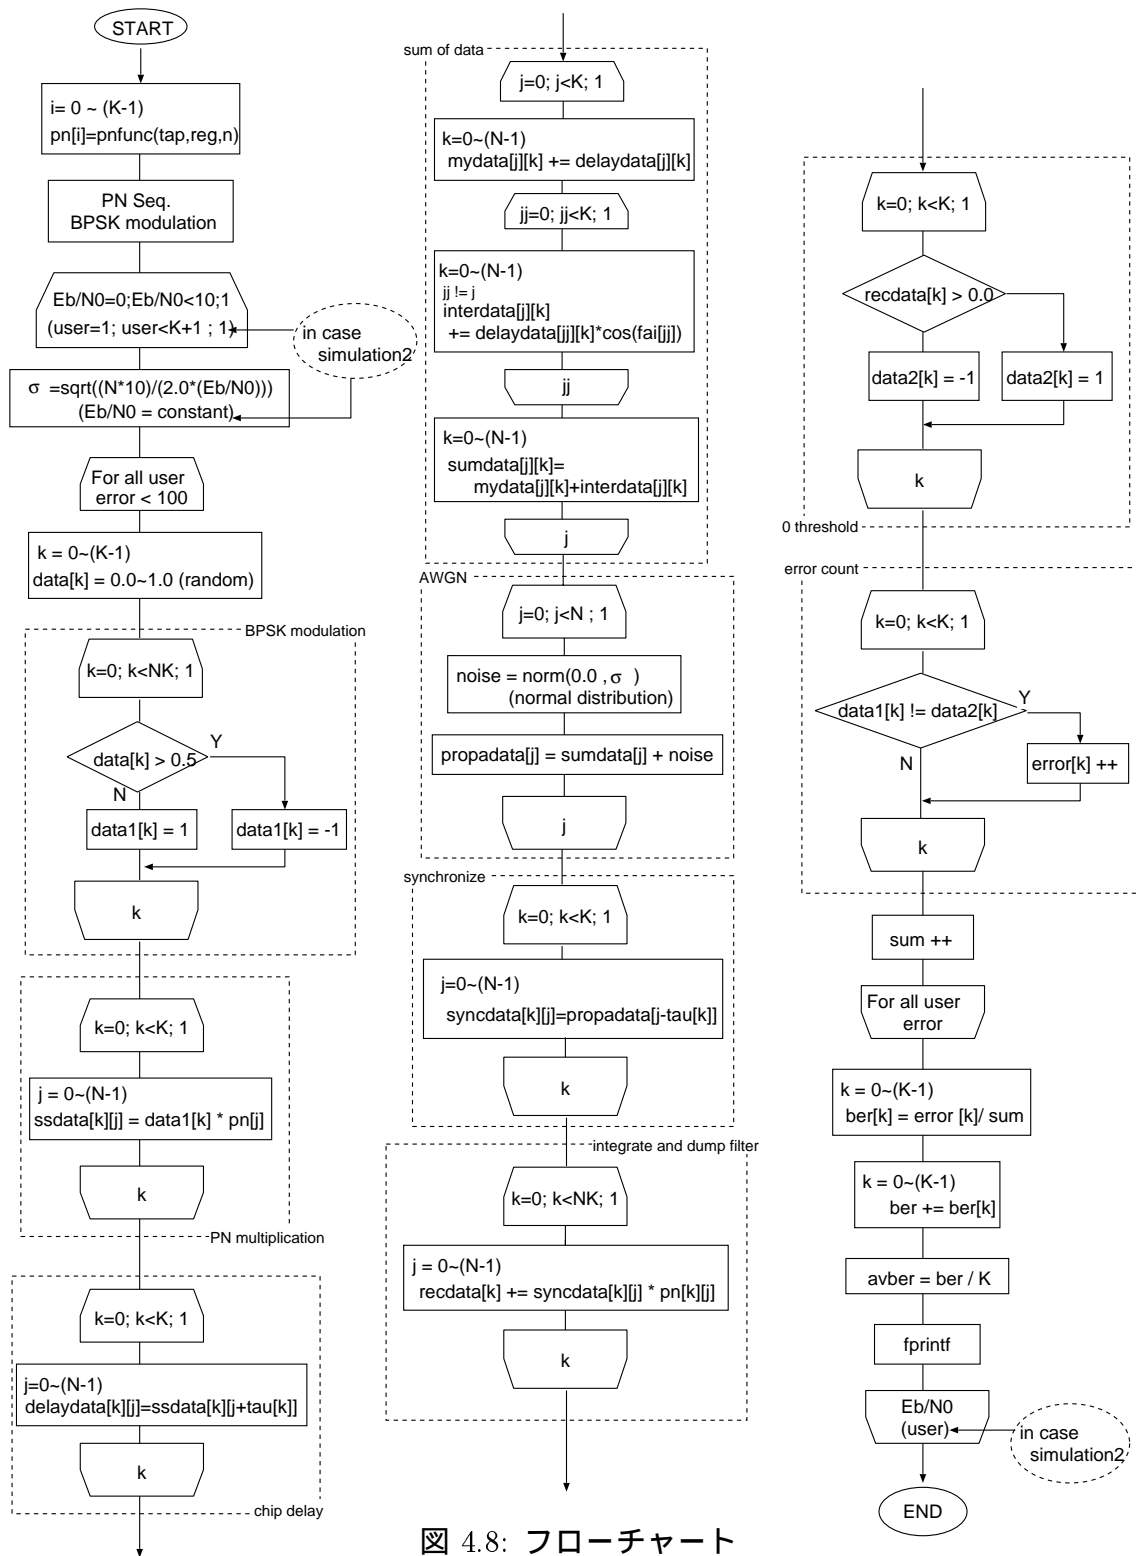 START
i= 0 ~ (K-1)
pn[i]=pnfunc(tap,reg,n)
PN Seq.
BPSK modulation
Eb/N0=0;Eb/N0<10;1
(user=1; user<K+1 ; 1)
in case
simulation2
σ =sqrt((N*10)/(2.0*(Eb/N0)))
(Eb/N0 = constant)
For all user
error < 100
k = 0~(K-1)
data[k] = 0.0~1.0 (random)
BPSK modulation
k=0; k<NK; 1
data[k] > 0.5
Y
N
data1[k] = 1
data1[k] = -1
k
k=0; k<K; 1
j = 0~(N-1)
ssdata[k][j] = data1[k] * pn[j]
k
PN multiplication
k=0; k<K; 1
j=0~(N-1)
delaydata[k][j]=ssdata[k][j+tau[k]]
k
chip delay
sum of data
j=0; j<K; 1
k=0~(N-1)
mydata[j][k] += delaydata[j][k]
jj=0; jj<K; 1
k=0~(N-1)
jj != j
interdata[j][k]
+= delaydata[jj][k]*cos(fai[jj])
jj
k=0~(N-1)
sumdata[j][k]=
mydata[j][k]+interdata[j][k]
j
AWGN
j=0; j<N ; 1
noise = norm(0.0 , σ )
(normal distribution)
propadata[j] = sumdata[j] + noise
j
synchronize
k=0; k<K; 1
j=0~(N-1)
syncdata[k][j]=propadata[j-tau[k]]
k
integrate and dump filter
k=0; k<NK; 1
j = 0~(N-1)
recdata[k] += syncdata[k][j] * pn[k][j]
k
k=0; k<K; 1
recdata[k] > 0.0
data2[k] = -1
data2[k] = 1
k
0 threshold
error count
k=0; k<K; 1
data1[k] != data2[k]
Y
N
error[k] ++
k
sum ++
For all user
error
k = 0~(K-1)
ber[k] = error [k]/ sum
k = 0~(K-1)
ber += ber[k]
avber = ber / K
fprintf
Eb/N0
(user)
in case
simulation2
END
図 4.8: フローチャート